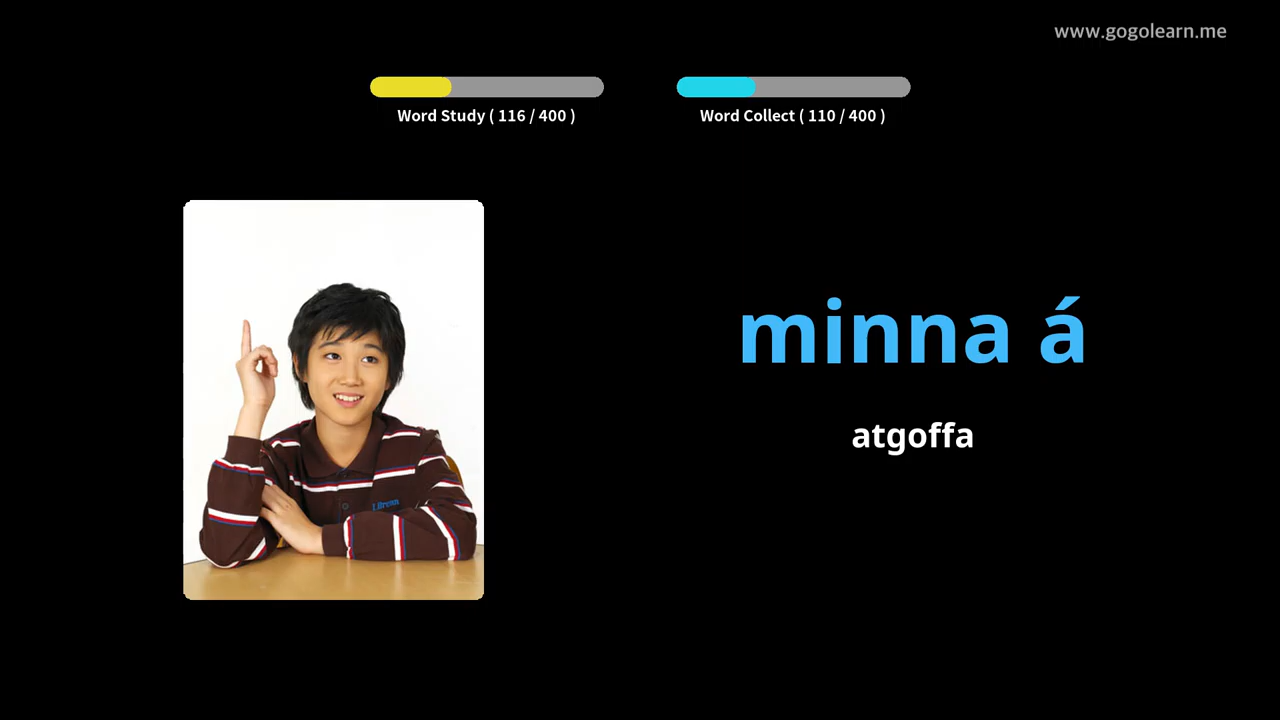 www.gogolearn.me
Word Study ( 116 / 400 )
Word Collect ( 110 / 400 )
minna á
atgoffa